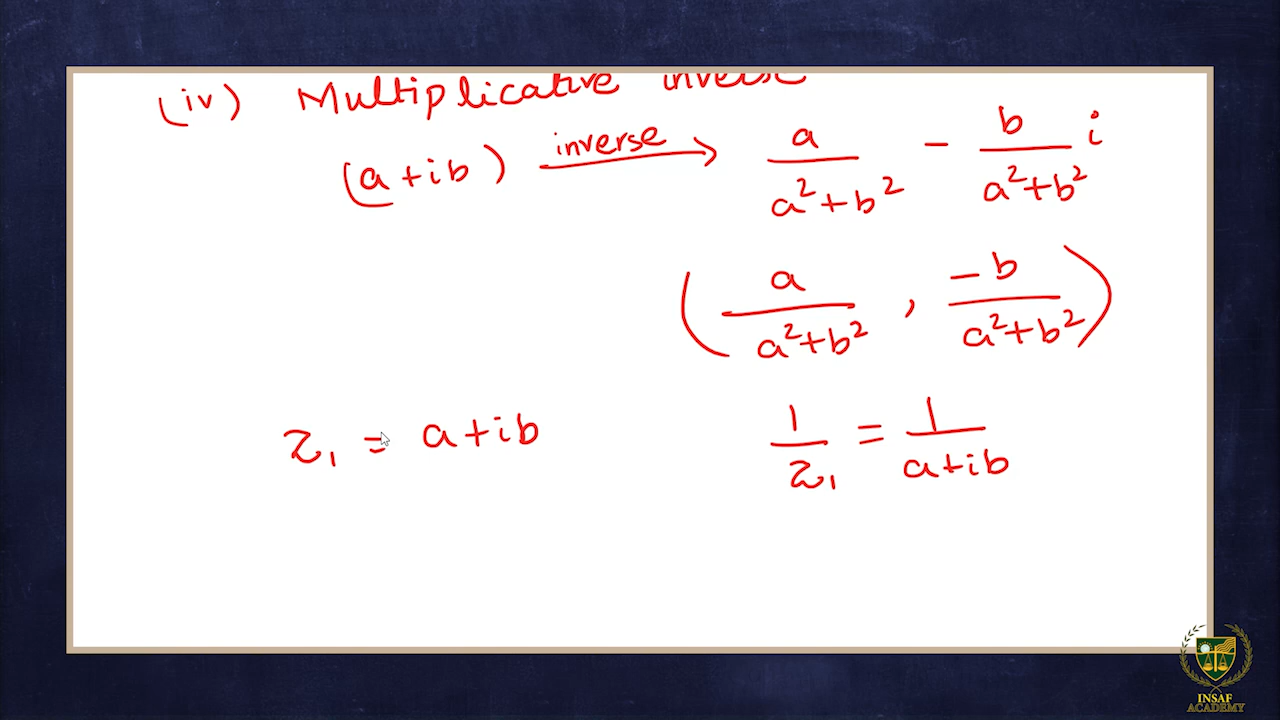 (iv) Multiplicative inverse
(a+ib) inverse → a/(a²+b²) - b/(a²+b²) i
( a/(a²+b²) , -b/(a²+b²) )
z₁ = a+ib
1/z₁ = 1/(a+ib)
INSAF
ACADEMY